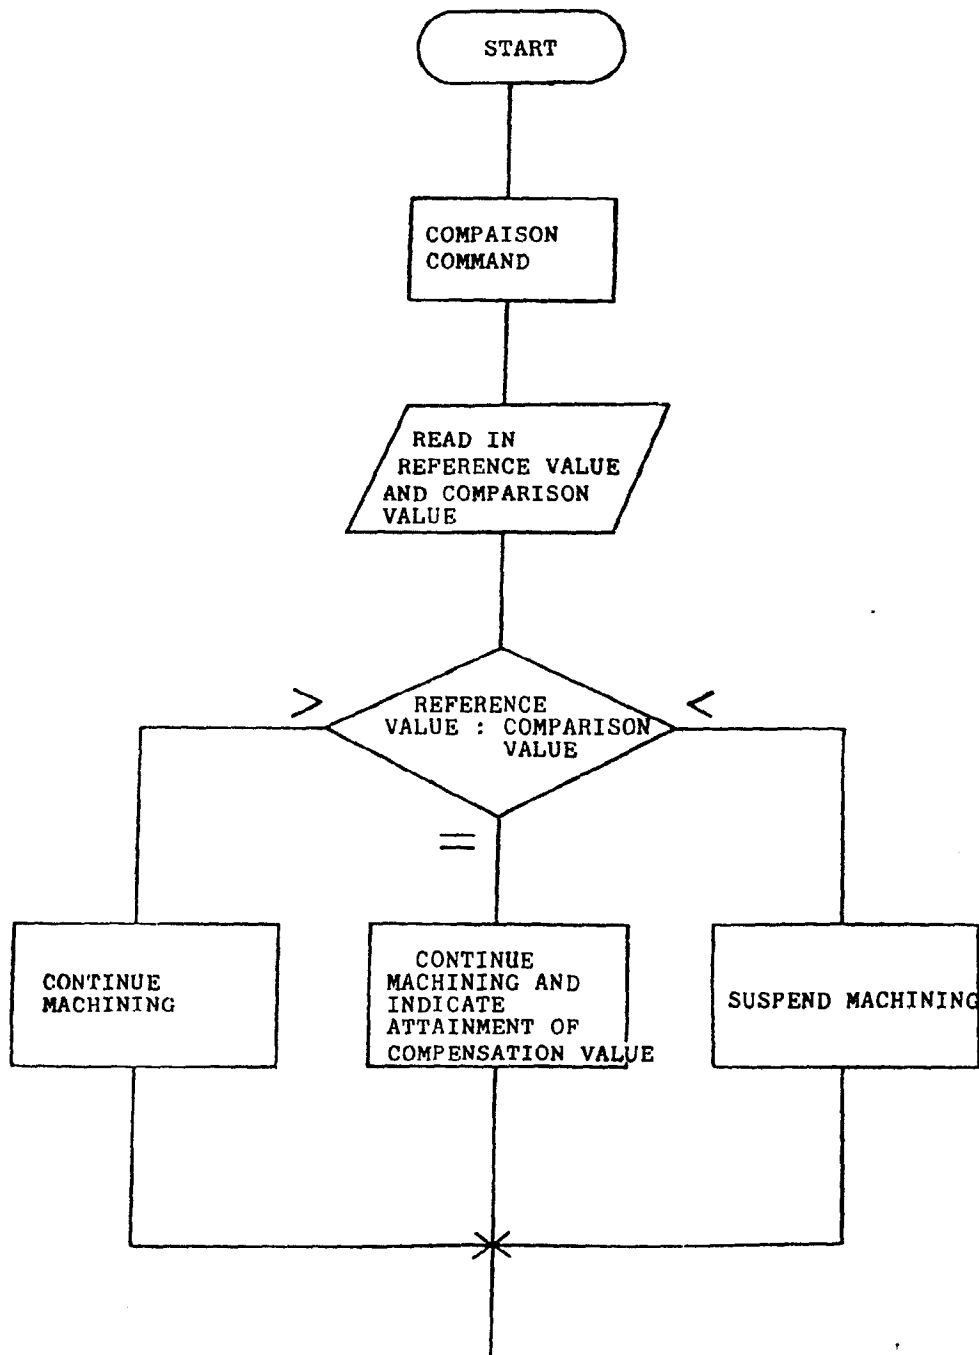 START
COMPAISON
COMMAND
READ IN
REFERENCE VALUE
AND COMPARISON
VALUE
>
<
REFERENCE
VALUE : COMPARISON
VALUE
=
CONTINUE
MACHINING
CONTINUE
MACHINING AND
INDICATE
ATTAINMENT OF
COMPENSATION VALUE
SUSPEND MACHINING